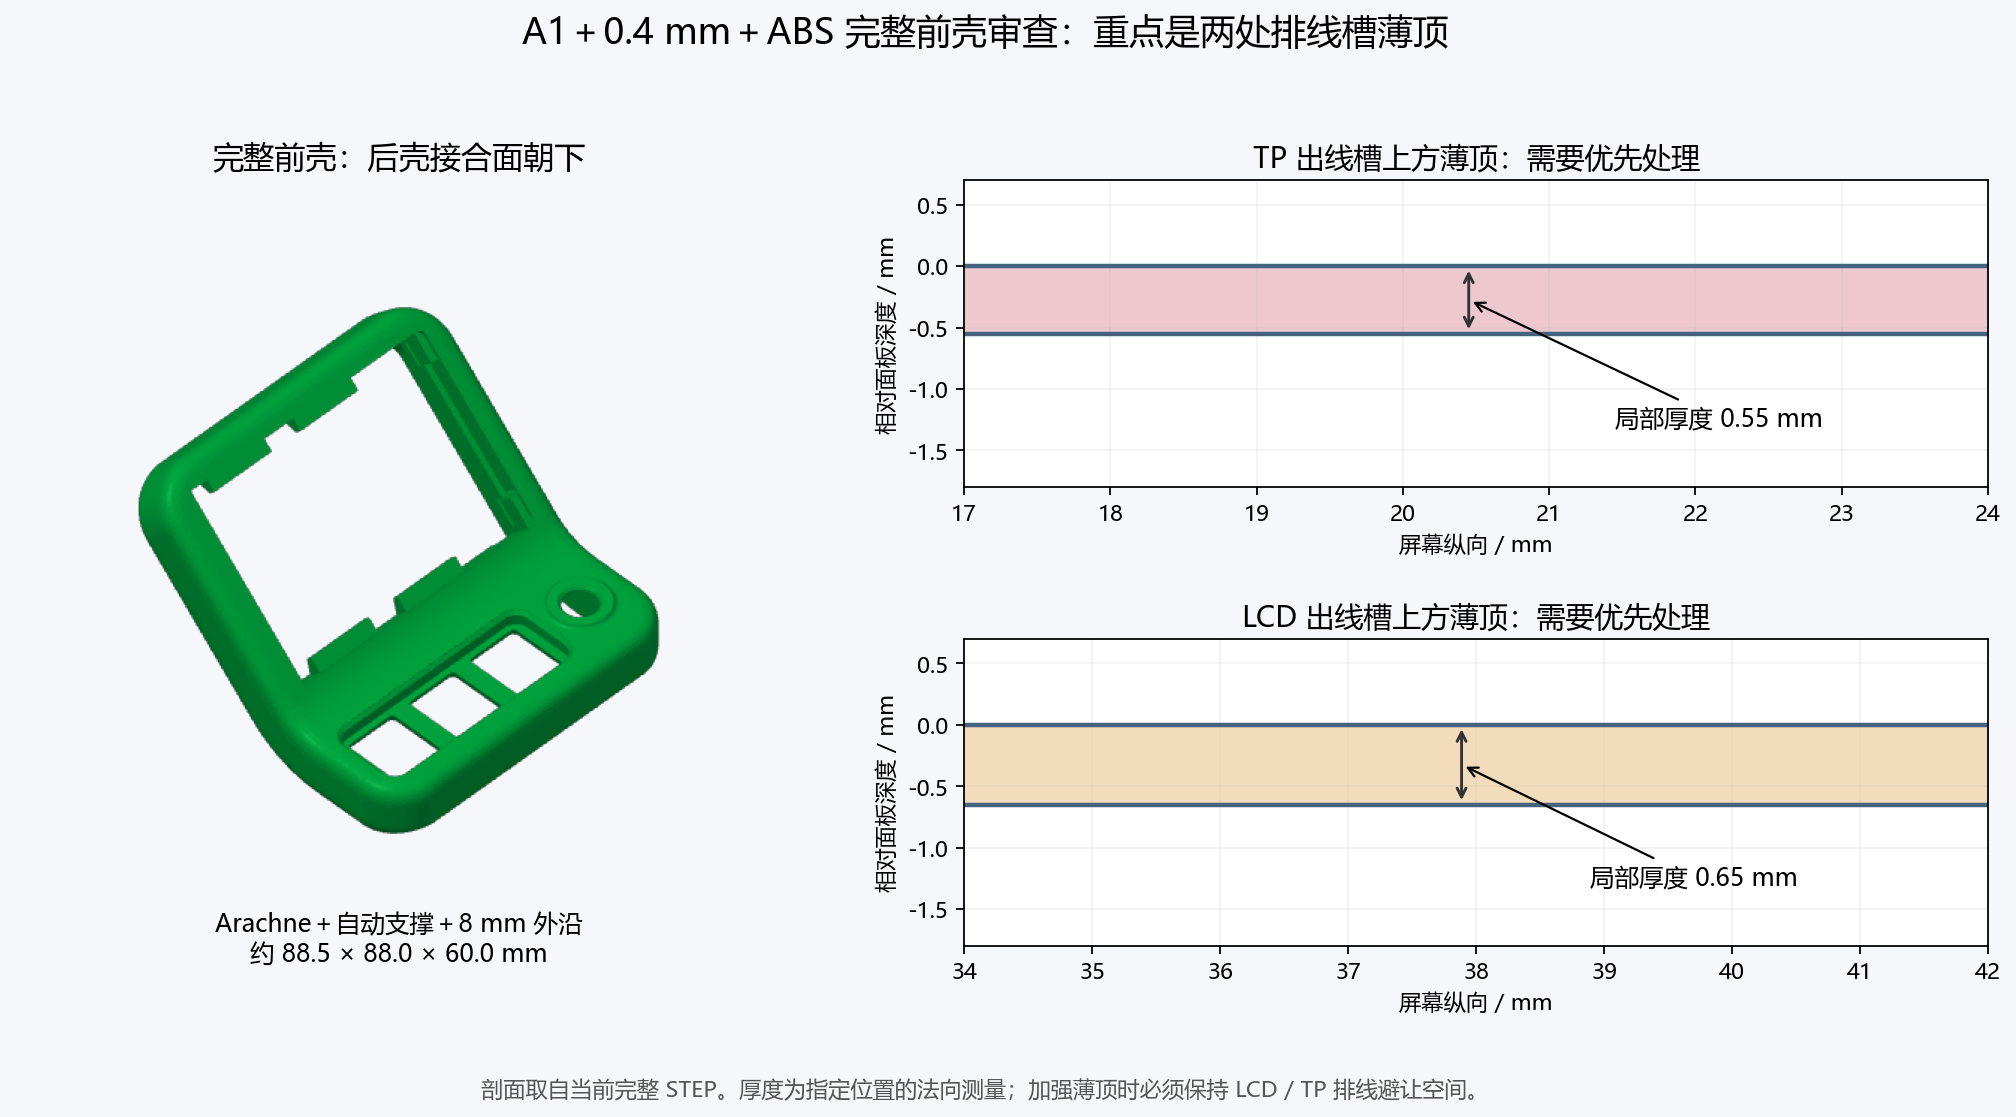 A1 + 0.4 mm + ABS 完整前壳审查：重点是两处排线槽薄顶
完整前壳：后壳接合面朝下
Arachne + 自动支撑 + 8 mm 外沿
约 88.5 × 88.0 × 60.0 mm
TP 出线槽上方薄顶：需要优先处理
相对面板深度 / mm
0.5
0.0
-0.5
-1.0
-1.5
局部厚度 0.55 mm
17 18 19 20 21 22 23 24
屏幕纵向 / mm
LCD 出线槽上方薄顶：需要优先处理
相对面板深度 / mm
0.5
0.0
-0.5
-1.0
-1.5
局部厚度 0.65 mm
34 35 36 37 38 39 40 41 42
屏幕纵向 / mm
剖面取自当前完整 STEP。厚度为指定位置的法向测量；加强薄顶时必须保持 LCD / TP 排线避让空间。